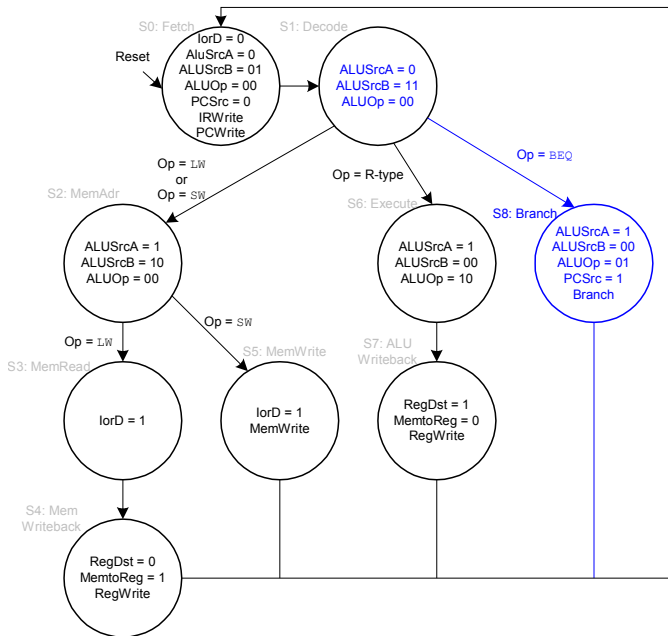 S0: Fetch
S1: Decode
Reset
IorD = 0
AluSrcA = 0
ALUSrcB = 01
ALUOp = 00
PCSrc = 0
IRWrite
PCWrite
ALUSrcA = 0
ALUSrcB = 11
ALUOp = 00
Op = LW
or
Op = SW
Op = R-type
Op = BEQ
S2: MemAdr
S6: Execute
S8: Branch
ALUSrcA = 1
ALUSrcB = 10
ALUOp = 00
ALUSrcA = 1
ALUSrcB = 00
ALUOp = 10
ALUSrcA = 1
ALUSrcB = 00
ALUOp = 01
PCSrc = 1
Branch
Op = LW
Op = SW
S3: MemRead
S5: MemWrite
S7: ALU
Writeback
IorD = 1
IorD = 1
MemWrite
RegDst = 1
MemtoReg = 0
RegWrite
S4: Mem
Writeback
RegDst = 0
MemtoReg = 1
RegWrite